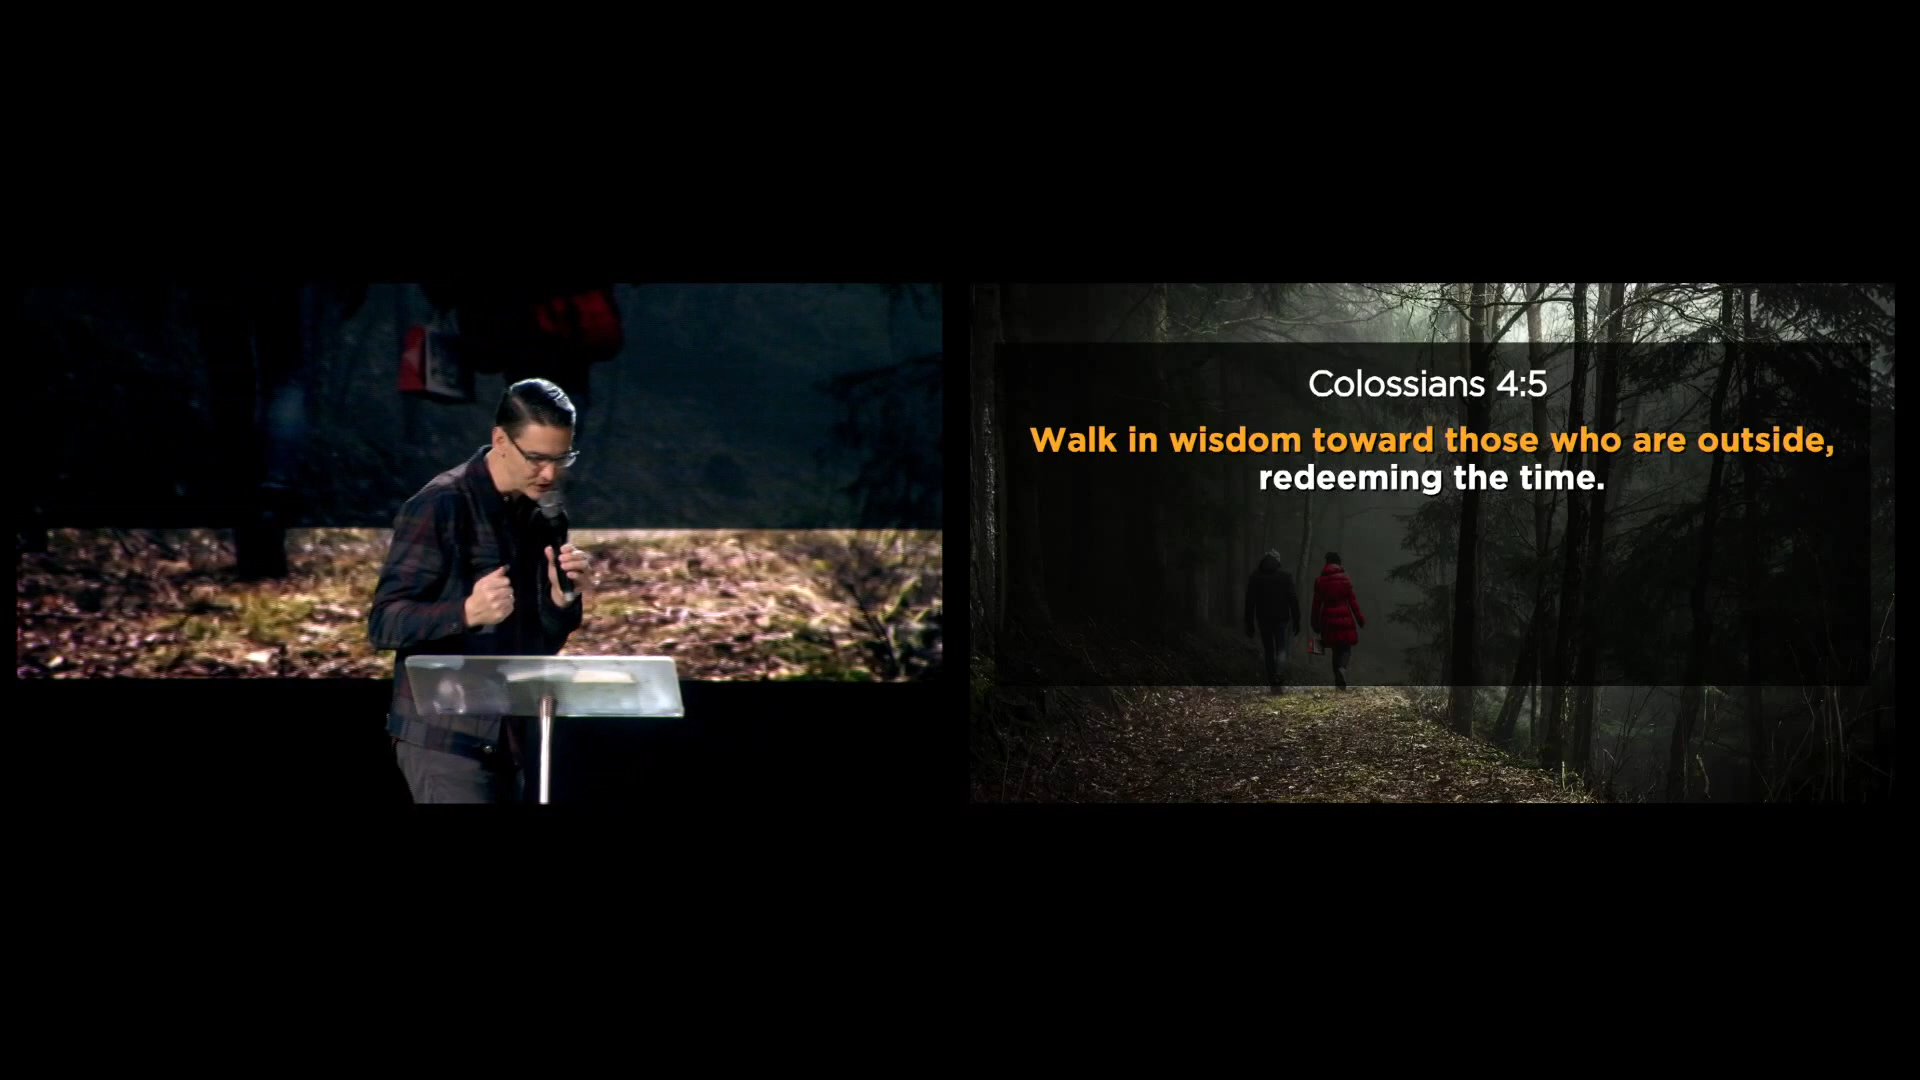 Colossians 4:5
Walk in wisdom toward those who are outside,
redeeming the time.